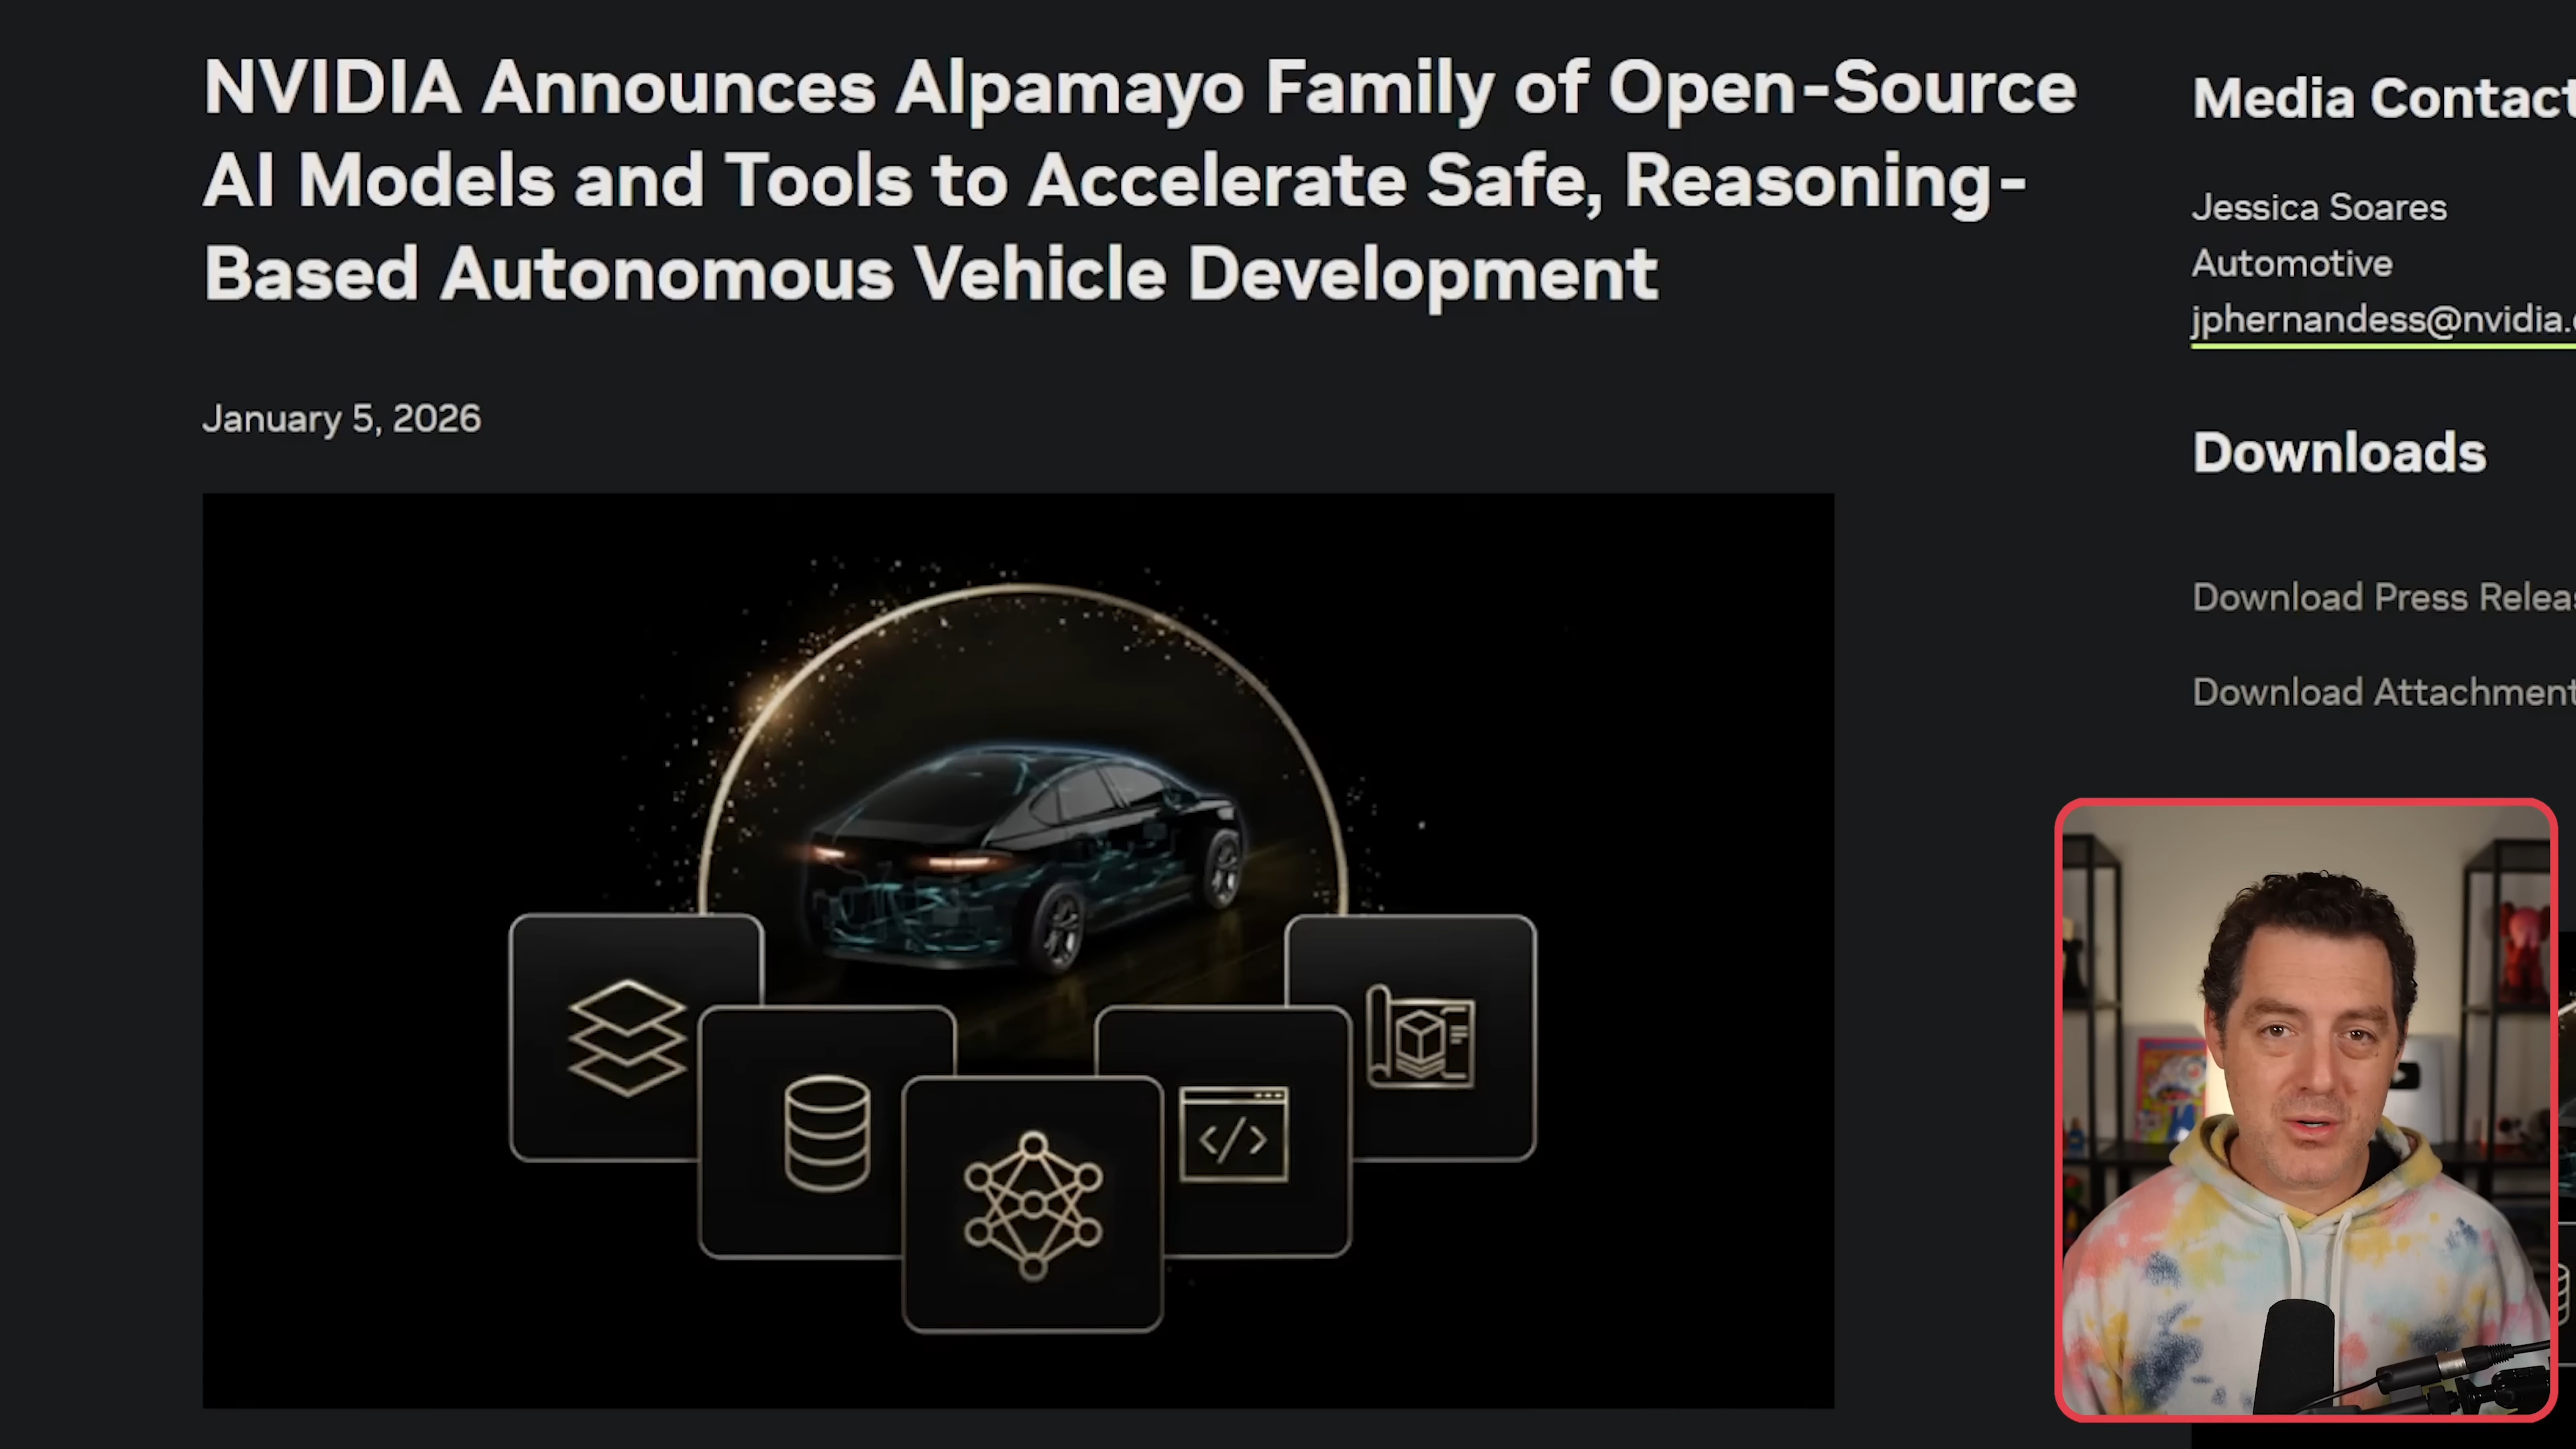 NVIDIA Announces Alpamayo Family of Open-Source
AI Models and Tools to Accelerate Safe, Reasoning-
Based Autonomous Vehicle Development
January 5, 2026
</>
Media Contact
Jessica Soares
Automotive
jphernandess@nvidia.
Downloads
Download Press Relea
Download Attachment